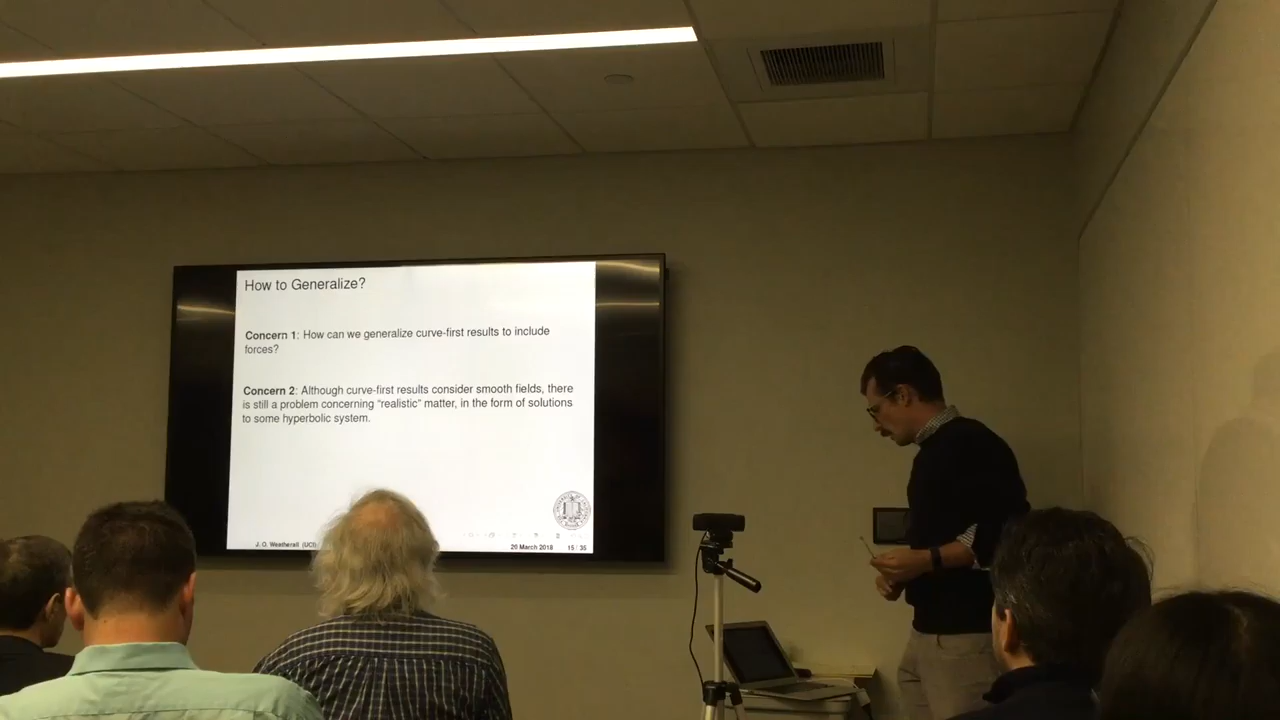 How to Generalize?
Concern 1: How can we generalize curve-first results to include
forces?
Concern 2: Although curve-first results consider smooth fields, there
is still a problem concerning "realistic" matter, in the form of solutions
to some hyperbolic system.
J. O. Weatherall (UCI)
20 March 2018 15 / 35